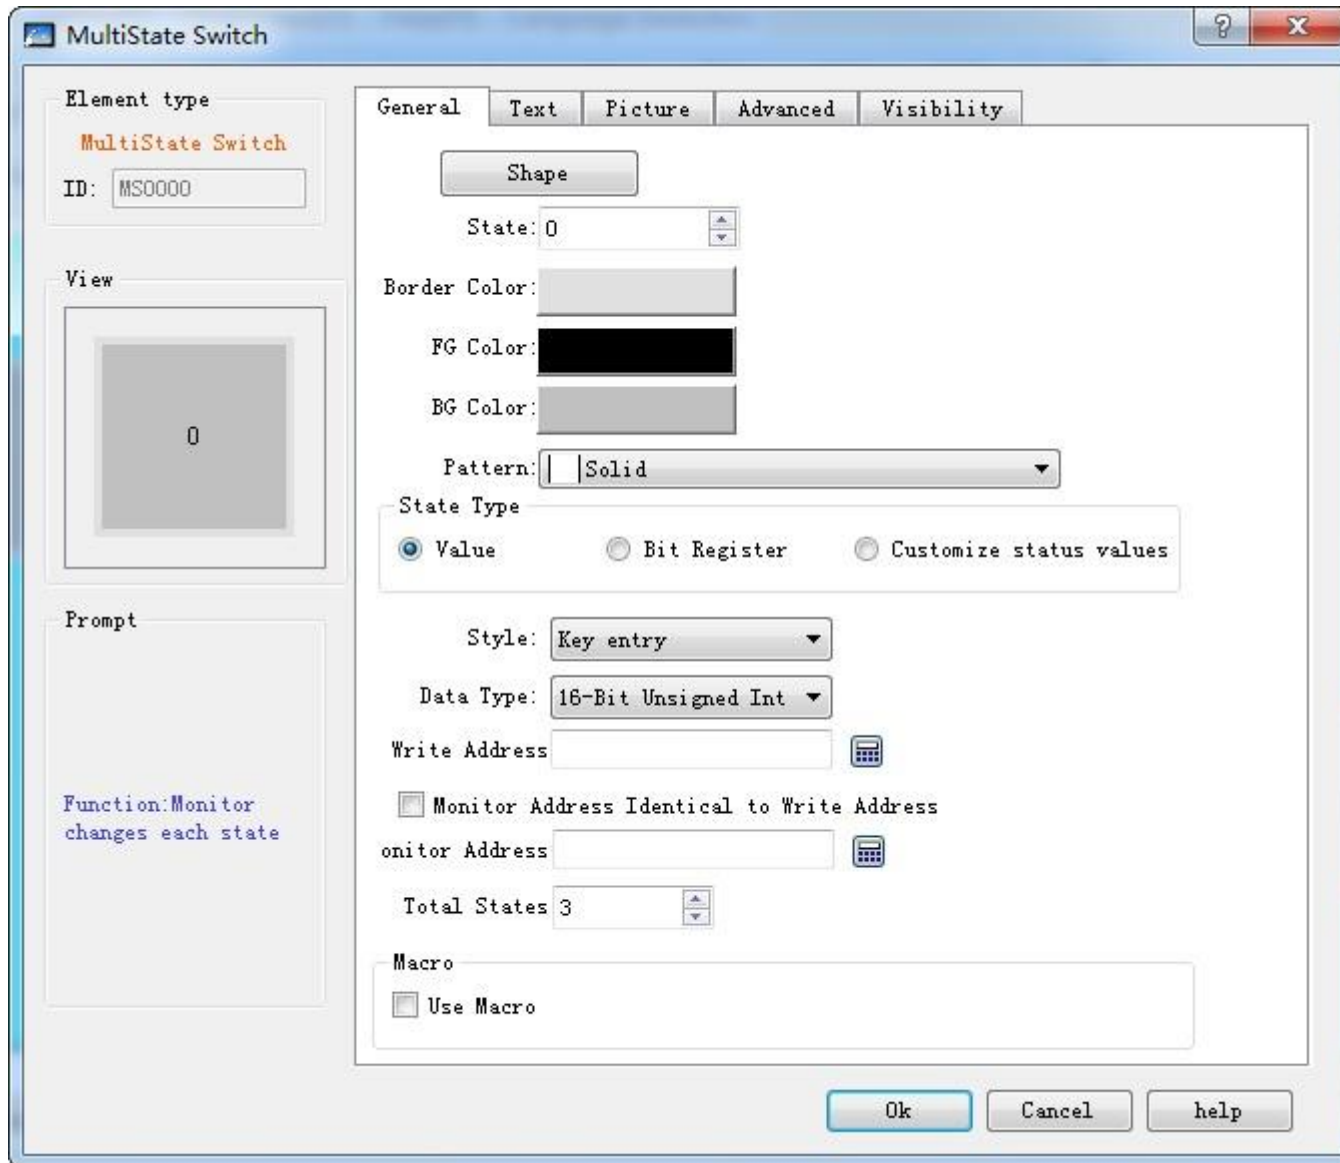 MultiState Switch
Element type
MultiState Switch
ID: MS0000
View
0
Prompt
Function:Monitor
changes each state
General Text Picture Advanced Visibility
Shape
State: 0
Border Color:
FG Color:
BG Color:
Pattern: Solid
State Type
Value Bit Register Customize status values
Style: Key entry
Data Type: 16-Bit Unsigned Int
Write Address
Monitor Address Identical to Write Address
onitor Address
Total States 3
Macro
Use Macro
Ok Cancel help